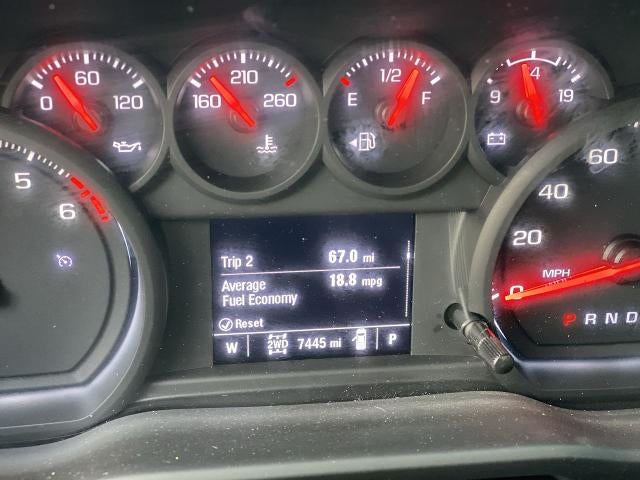 0 60 120
160 210 260
E 1/2 F
9 14 19
5
6
60
40
20
0
MPH
P R N D
Trip 2 67.0 mi
Average 18.8 mpg
Fuel Economy
Reset
W 2WD 7445 mi P